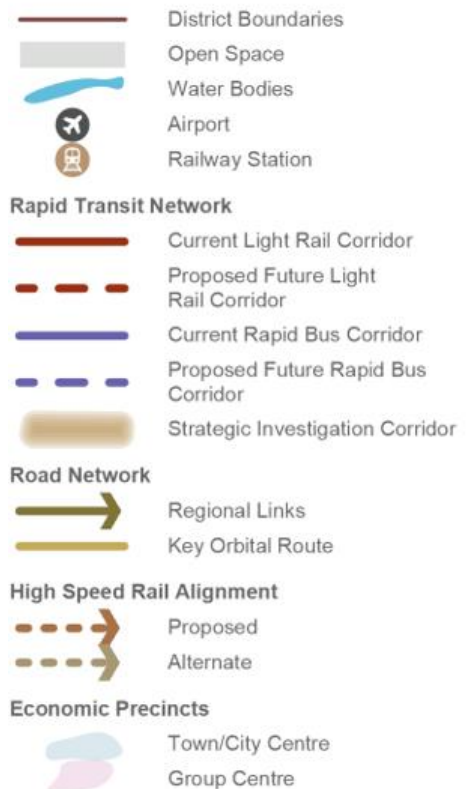 District Boundaries
Open Space
Water Bodies
Airport
Railway Station
Rapid Transit Network
Current Light Rail Corridor
Proposed Future Light
Rail Corridor
Current Rapid Bus Corridor
Proposed Future Rapid Bus
Corridor
Strategic Investigation Corridor
Road Network
Regional Links
Key Orbital Route
High Speed Rail Alignment
Proposed
Alternate
Economic Precincts
Town/City Centre
Group Centre